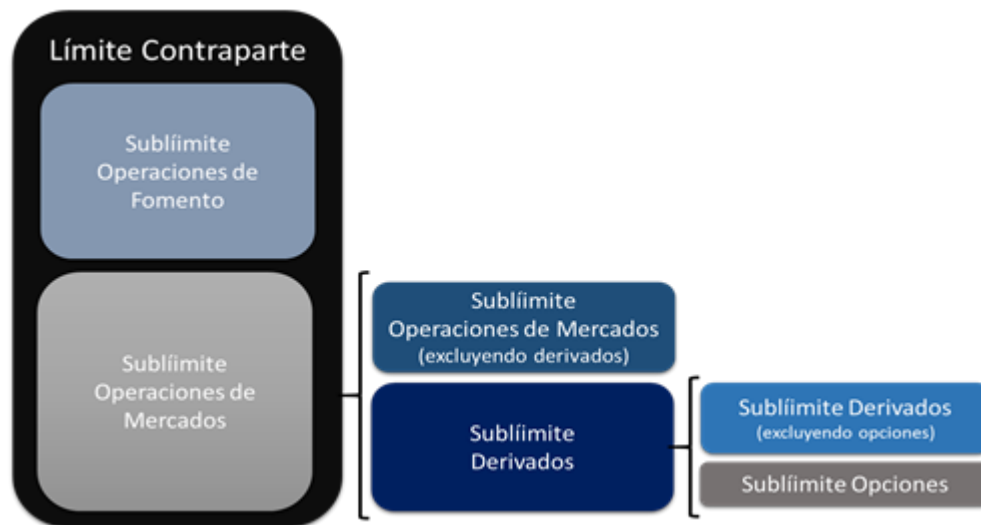 Límite Contraparte
Sublíimite
Operaciones de
Fomento
Sublíimite
Operaciones de
Mercados
Sublíimite
Operaciones de Mercados
(excluyendo derivados)
Sublíimite
Derivados
Sublíimite Derivados
(excluyendo opciones)
Sublíimite Opciones